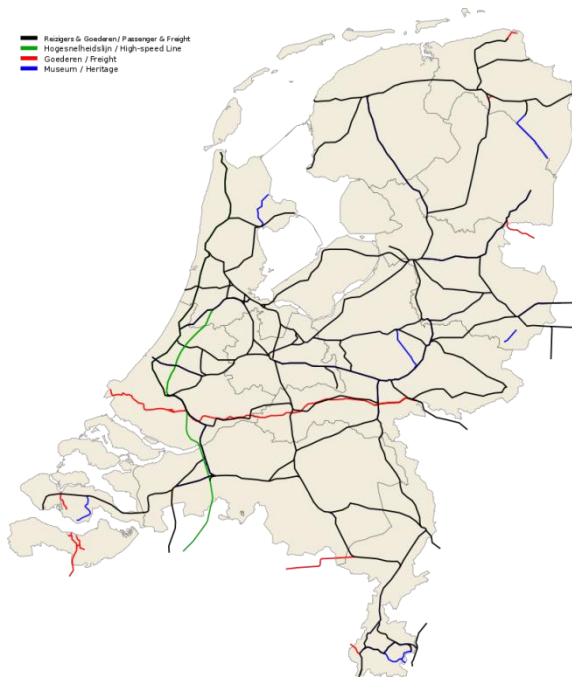 Reizigers & Goederen/ Passenger & Freight
Hogesnelheidslijn / High-speed Line
Goederen / Freight
Museum / Heritage